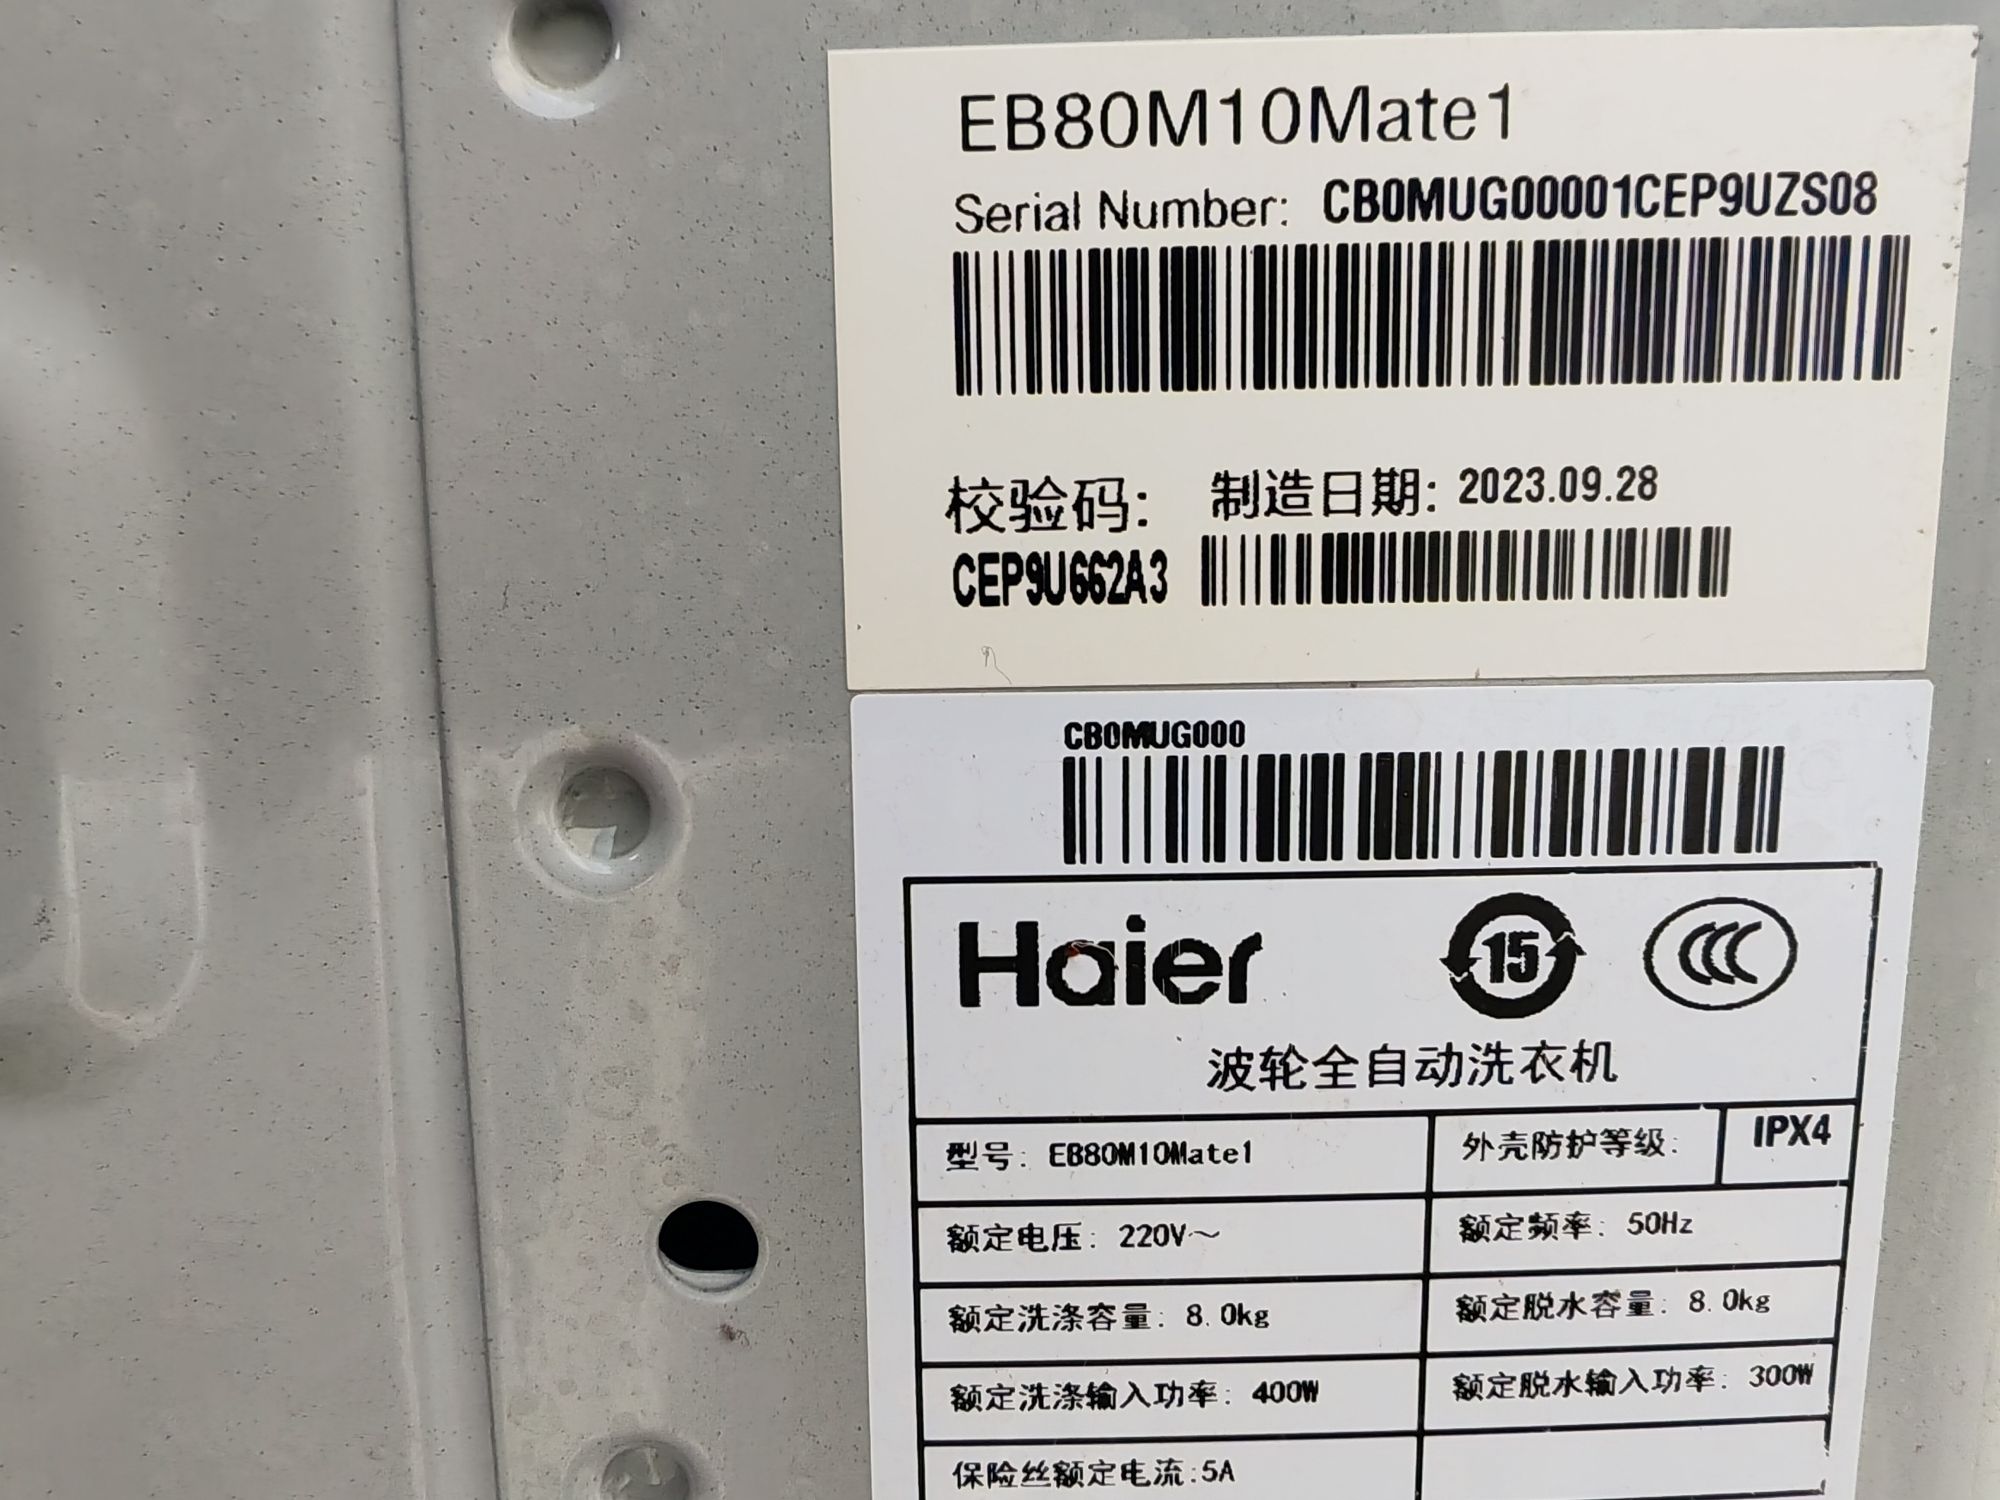 EB80M10Mate1
Serial Number: CB0MUG00001CEP9UZS08
校验码: 制造日期: 2023.09.28
CEP9U662A3
CB0MUG000
Haier 15 CCC
波轮全自动洗衣机
型号: EB80M10Mate1 外壳防护等级: IPX4
额定电压: 220V～ 额定频率: 50Hz
额定洗涤容量: 8.0kg 额定脱水容量: 8.0kg
额定洗涤输入功率: 400W 额定脱水输入功率: 300W
保险丝额定电流:5A